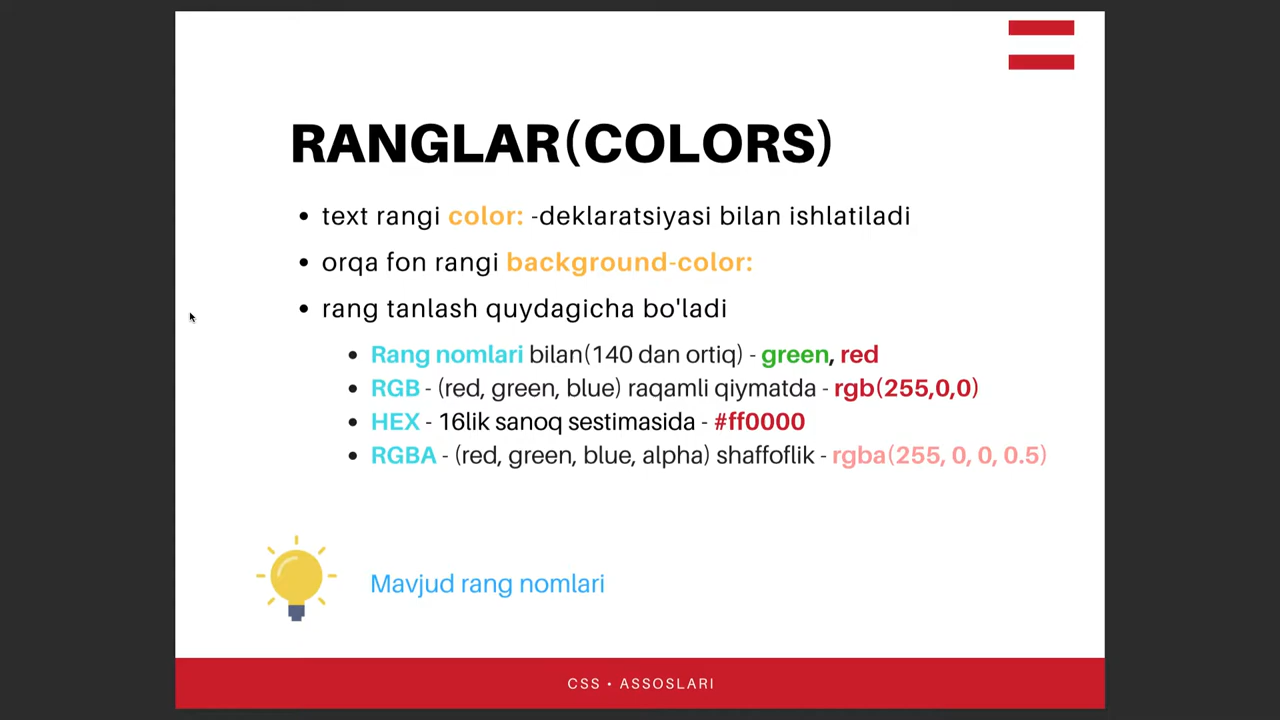 RANGLAR(COLORS)
• text rangi color: -deklaratsiyasi bilan ishlatiladi
• orqa fon rangi background-color:
• rang tanlash quydagicha bo'ladi
• Rang nomlari bilan(140 dan ortiq) - green, red
• RGB - (red, green, blue) raqamli qiymatda - rgb(255,0,0)
• HEX - 16lik sanoq sestimasida - #ff0000
• RGBA - (red, green, blue, alpha) shaffoflik - rgba(255, 0, 0, 0.5)
Mavjud rang nomlari
CSS • ASSOSLARI